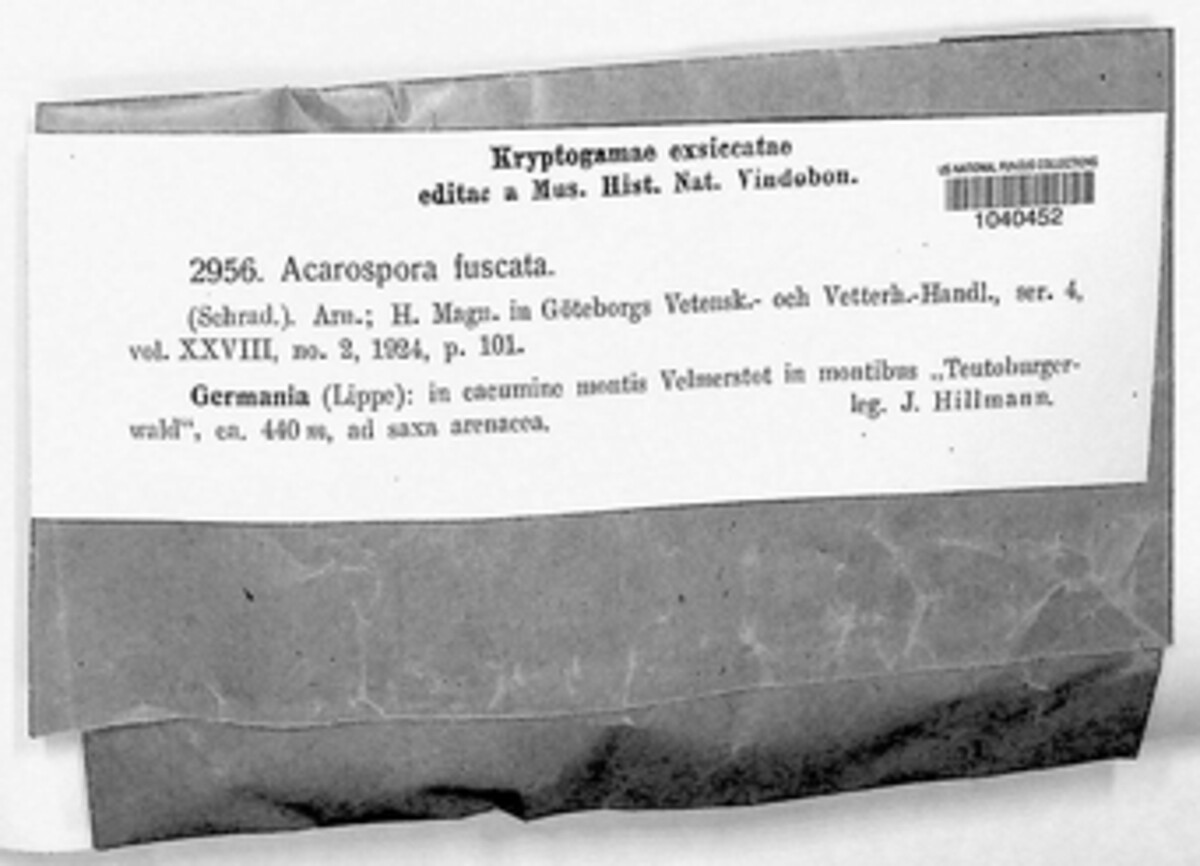 Kryptogamae exsiccatae
editae a Mus. Hist. Nat. Vindobon.
US NATIONAL FUNGUS COLLECTIONS
1040452
2956. Acarospora fuscata.
(Schrad.). Arn.; H. Magn. in Göteborgs Vetensk.- och Vetterh.-Handl., ser. 4,
vol. XXVIII, no. 2, 1924, p. 101.
Germania (Lippe): in cacumine montis Velmerstot in montibus „Teutoburger-
wald“, ca. 440 m, ad saxa arenacea.
leg. J. Hillmann.